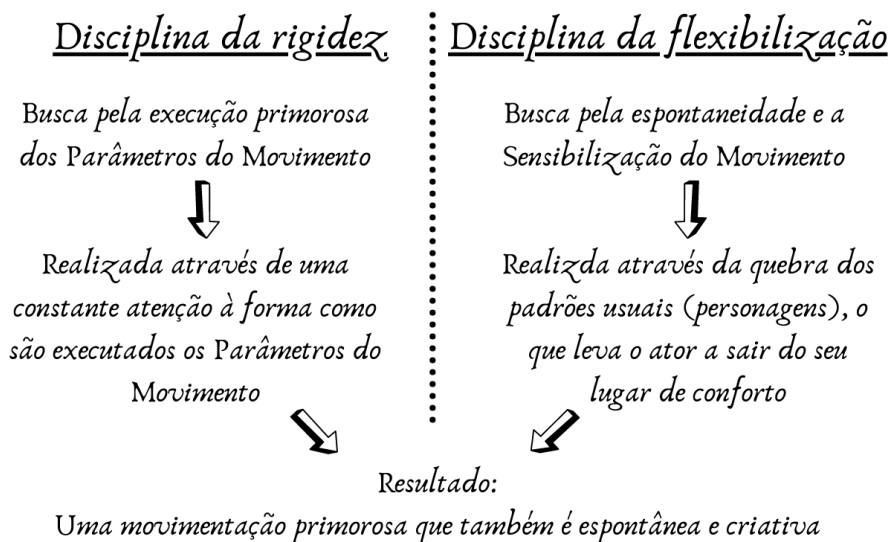 Disciplina da rigidez
Busca pela execução primorosa
dos Parâmetros do Movimento
Realizada através de uma
constante atenção à forma como
são executados os Parâmetros do
Movimento
Disciplina da flexibilização
Busca pela espontaneidade e a
Sensibilização do Movimento
Realizda através da quebra dos
padrões usuais (personagens), o
que leva o ator a sair do seu
lugar de conforto
Resultado:
Uma movimentação primorosa que também é espontânea e criativa